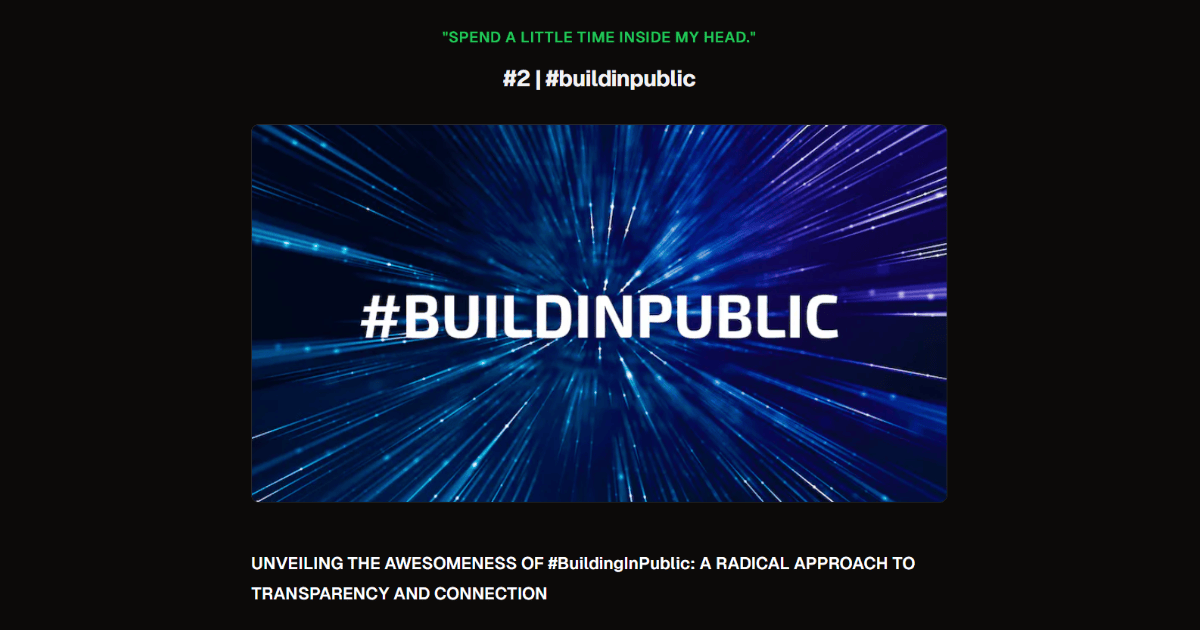 "SPEND A LITTLE TIME INSIDE MY HEAD."
#2 | #buildinpublic
#BUILDINPUBLIC
UNVEILING THE AWESOMENESS OF #BuildingInPublic: A RADICAL APPROACH TO
TRANSPARENCY AND CONNECTION